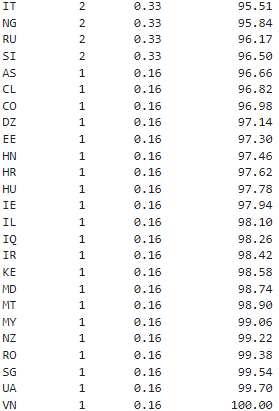 IT 2 0.33 95.51
NG 2 0.33 95.84
RU 2 0.33 96.17
SI 2 0.33 96.50
AS 1 0.16 96.66
CL 1 0.16 96.82
CO 1 0.16 96.98
DZ 1 0.16 97.14
EE 1 0.16 97.30
HN 1 0.16 97.46
HR 1 0.16 97.62
HU 1 0.16 97.78
IE 1 0.16 97.94
IL 1 0.16 98.10
IQ 1 0.16 98.26
IR 1 0.16 98.42
KE 1 0.16 98.58
MD 1 0.16 98.74
MT 1 0.16 98.90
MY 1 0.16 99.06
NZ 1 0.16 99.22
RO 1 0.16 99.38
SG 1 0.16 99.54
UA 1 0.16 99.70
VN 1 0.16 100.00